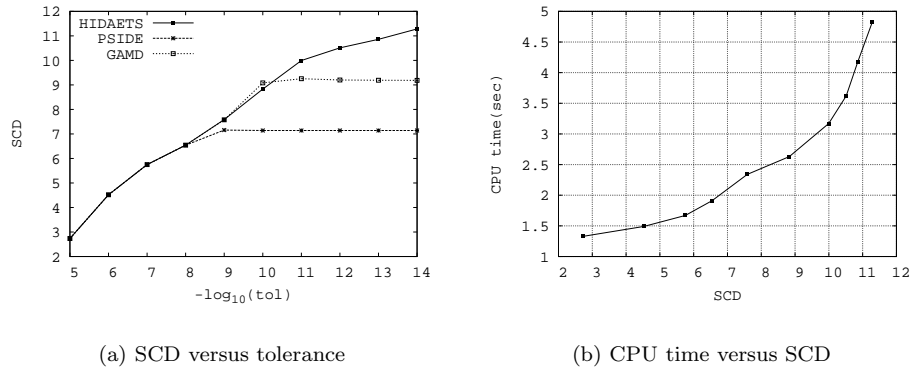 HIDAETS
PSIDE
GAMD
12
11
10
9
8
7
6
5
4
3
2
SCD
5 6 7 8 9 10 11 12 13 14
-log10(tol)
(a) SCD versus tolerance
5
4.5
4
3.5
3
2.5
2
1.5
1
CPU time(sec)
2 3 4 5 6 7 8 9 10 11 12
SCD
(b) CPU time versus SCD